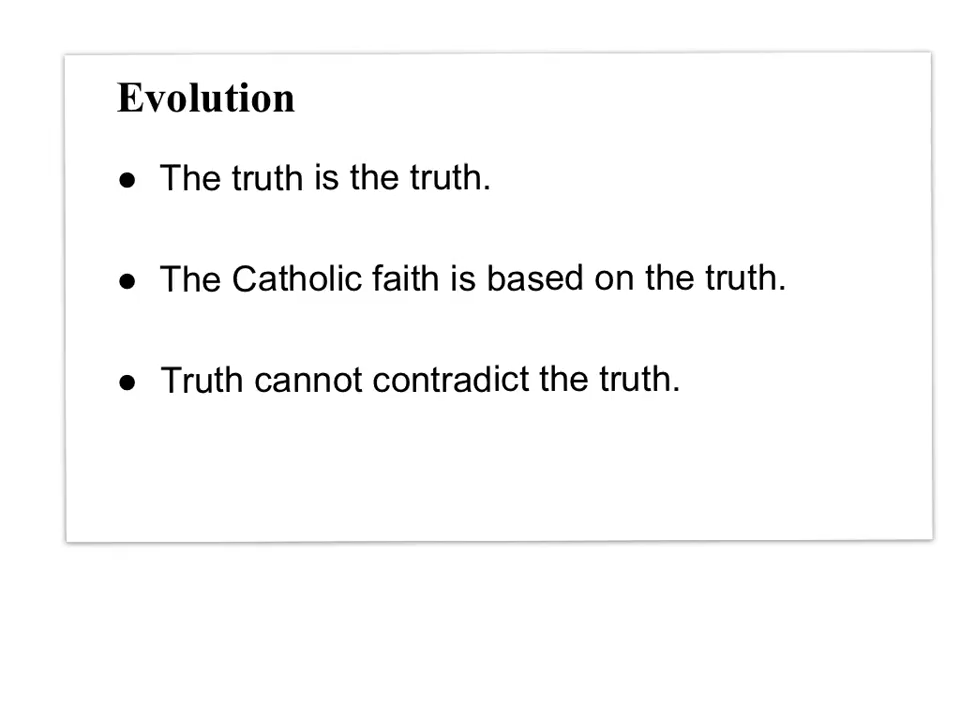 Evolution
● The truth is the truth.
● The Catholic faith is based on the truth.
● Truth cannot contradict the truth.